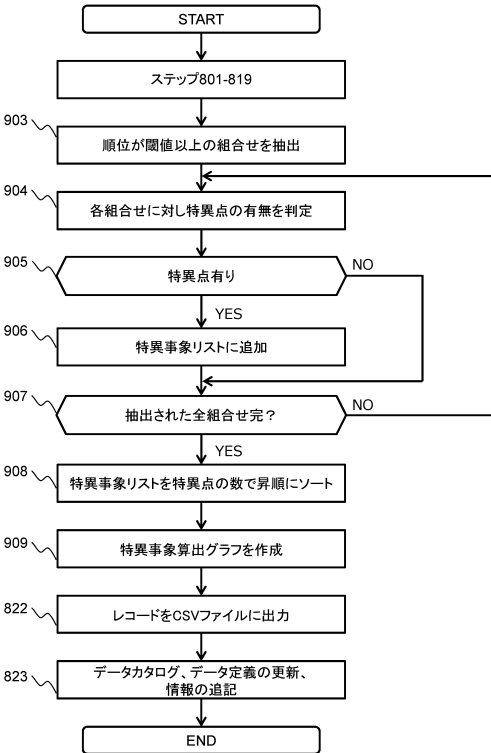 START
ステップ801-819
903
順位が閾値以上の組合せを抽出
904
各組合せに対し特異点の有無を判定
905
特異点有り
NO
YES
906
特異事象リストに追加
907
抽出された全組合せ完？
NO
YES
908
特異事象リストを特異点の数で昇順にソート
909
特異事象算出グラフを作成
822
レコードをCSVファイルに出力
823
データカタログ、データ定義の更新、
情報の追記
END